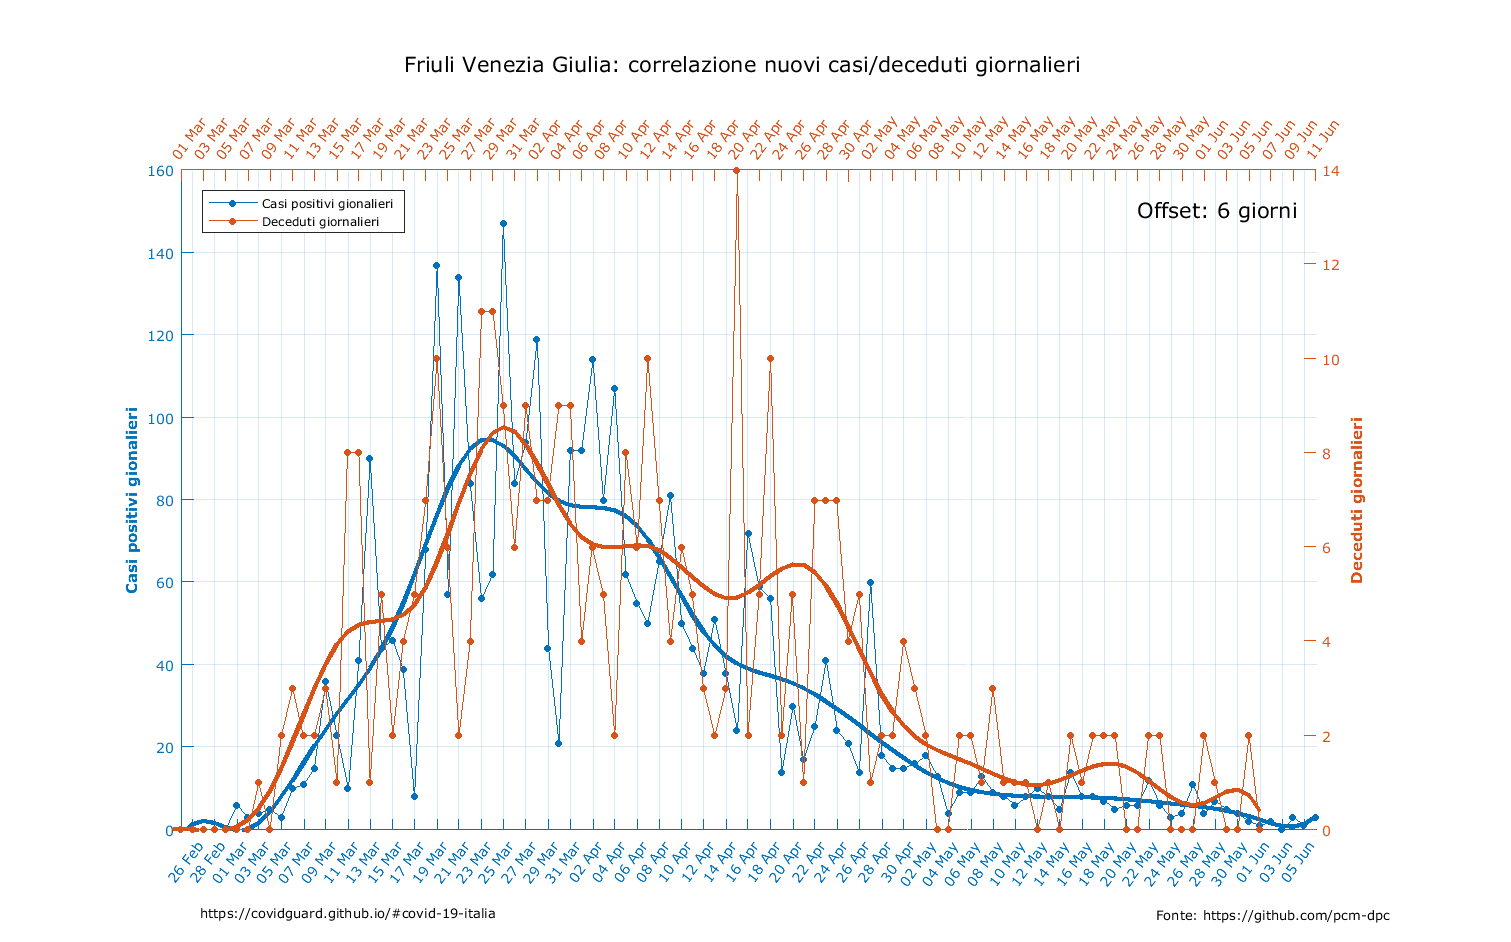 Friuli Venezia Giulia: correlazione nuovi casi/deceduti giornalieri
01 Mar 03 Mar 05 Mar 07 Mar 09 Mar 11 Mar 13 Mar 15 Mar 17 Mar 19 Mar 21 Mar 23 Mar 25 Mar 27 Mar 29 Mar 31 Mar 02 Apr 04 Apr 06 Apr 08 Apr 10 Apr 12 Apr 14 Apr 16 Apr 18 Apr 20 Apr 22 Apr 24 Apr 26 Apr 28 Apr 30 Apr 02 May 04 May 06 May 08 May 10 May 12 May 14 May 16 May 18 May 20 May 22 May 24 May 26 May 28 May 30 May 01 Jun 03 Jun 05 Jun 07 Jun 09 Jun 11 Jun
160
140
120
100
80
60
40
20
0
Casi positivi gionalieri
Casi positivi gionalieri
Deceduti giornalieri
Offset: 6 giorni
14
12
10
8
6
4
2
0
Deceduti giornalieri
26 Feb 28 Feb 01 Mar 03 Mar 05 Mar 07 Mar 09 Mar 11 Mar 13 Mar 15 Mar 17 Mar 19 Mar 21 Mar 23 Mar 25 Mar 27 Mar 29 Mar 31 Mar 02 Apr 04 Apr 06 Apr 08 Apr 10 Apr 12 Apr 14 Apr 16 Apr 18 Apr 20 Apr 22 Apr 24 Apr 26 Apr 28 Apr 30 Apr 02 May 04 May 06 May 08 May 10 May 12 May 14 May 16 May 18 May 20 May 22 May 24 May 26 May 28 May 30 May 01 Jun 03 Jun 05 Jun
https://covidguard.github.io/#covid-19-italia
Fonte: https://github.com/pcm-dpc